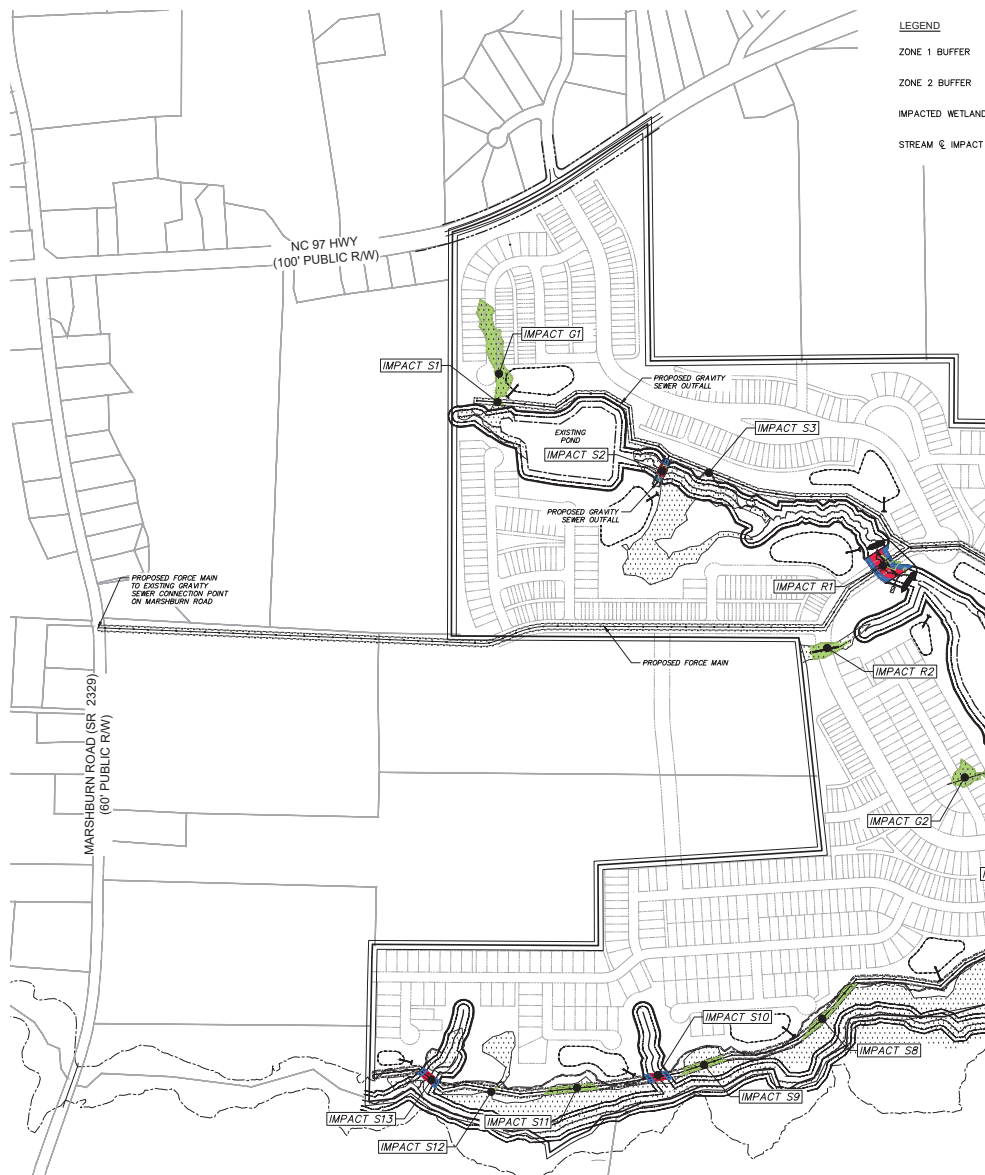 LEGEND
ZONE 1 BUFFER
ZONE 2 BUFFER
IMPACTED WETLAND
STREAM ℄ IMPACT
NC 97 HWY
(100' PUBLIC R/W)
IMPACT G1
IMPACT S1
PROPOSED GRAVITY
SEWER OUTFALL
EXISTING
POND
IMPACT S3
IMPACT S2
PROPOSED GRAVITY
SEWER OUTFALL
PROPOSED FORCE MAIN
TO EXISTING GRAVITY
SEWER CONNECTION POINT
ON MARSHBURN ROAD
IMPACT R1
PROPOSED FORCE MAIN
IMPACT R2
MARSHBURN ROAD (SR 2329)
(60' PUBLIC R/W)
IMPACT G2
IMPACT S10
IMPACT S8
IMPACT S9
IMPACT S13
IMPACT S11
IMPACT S12